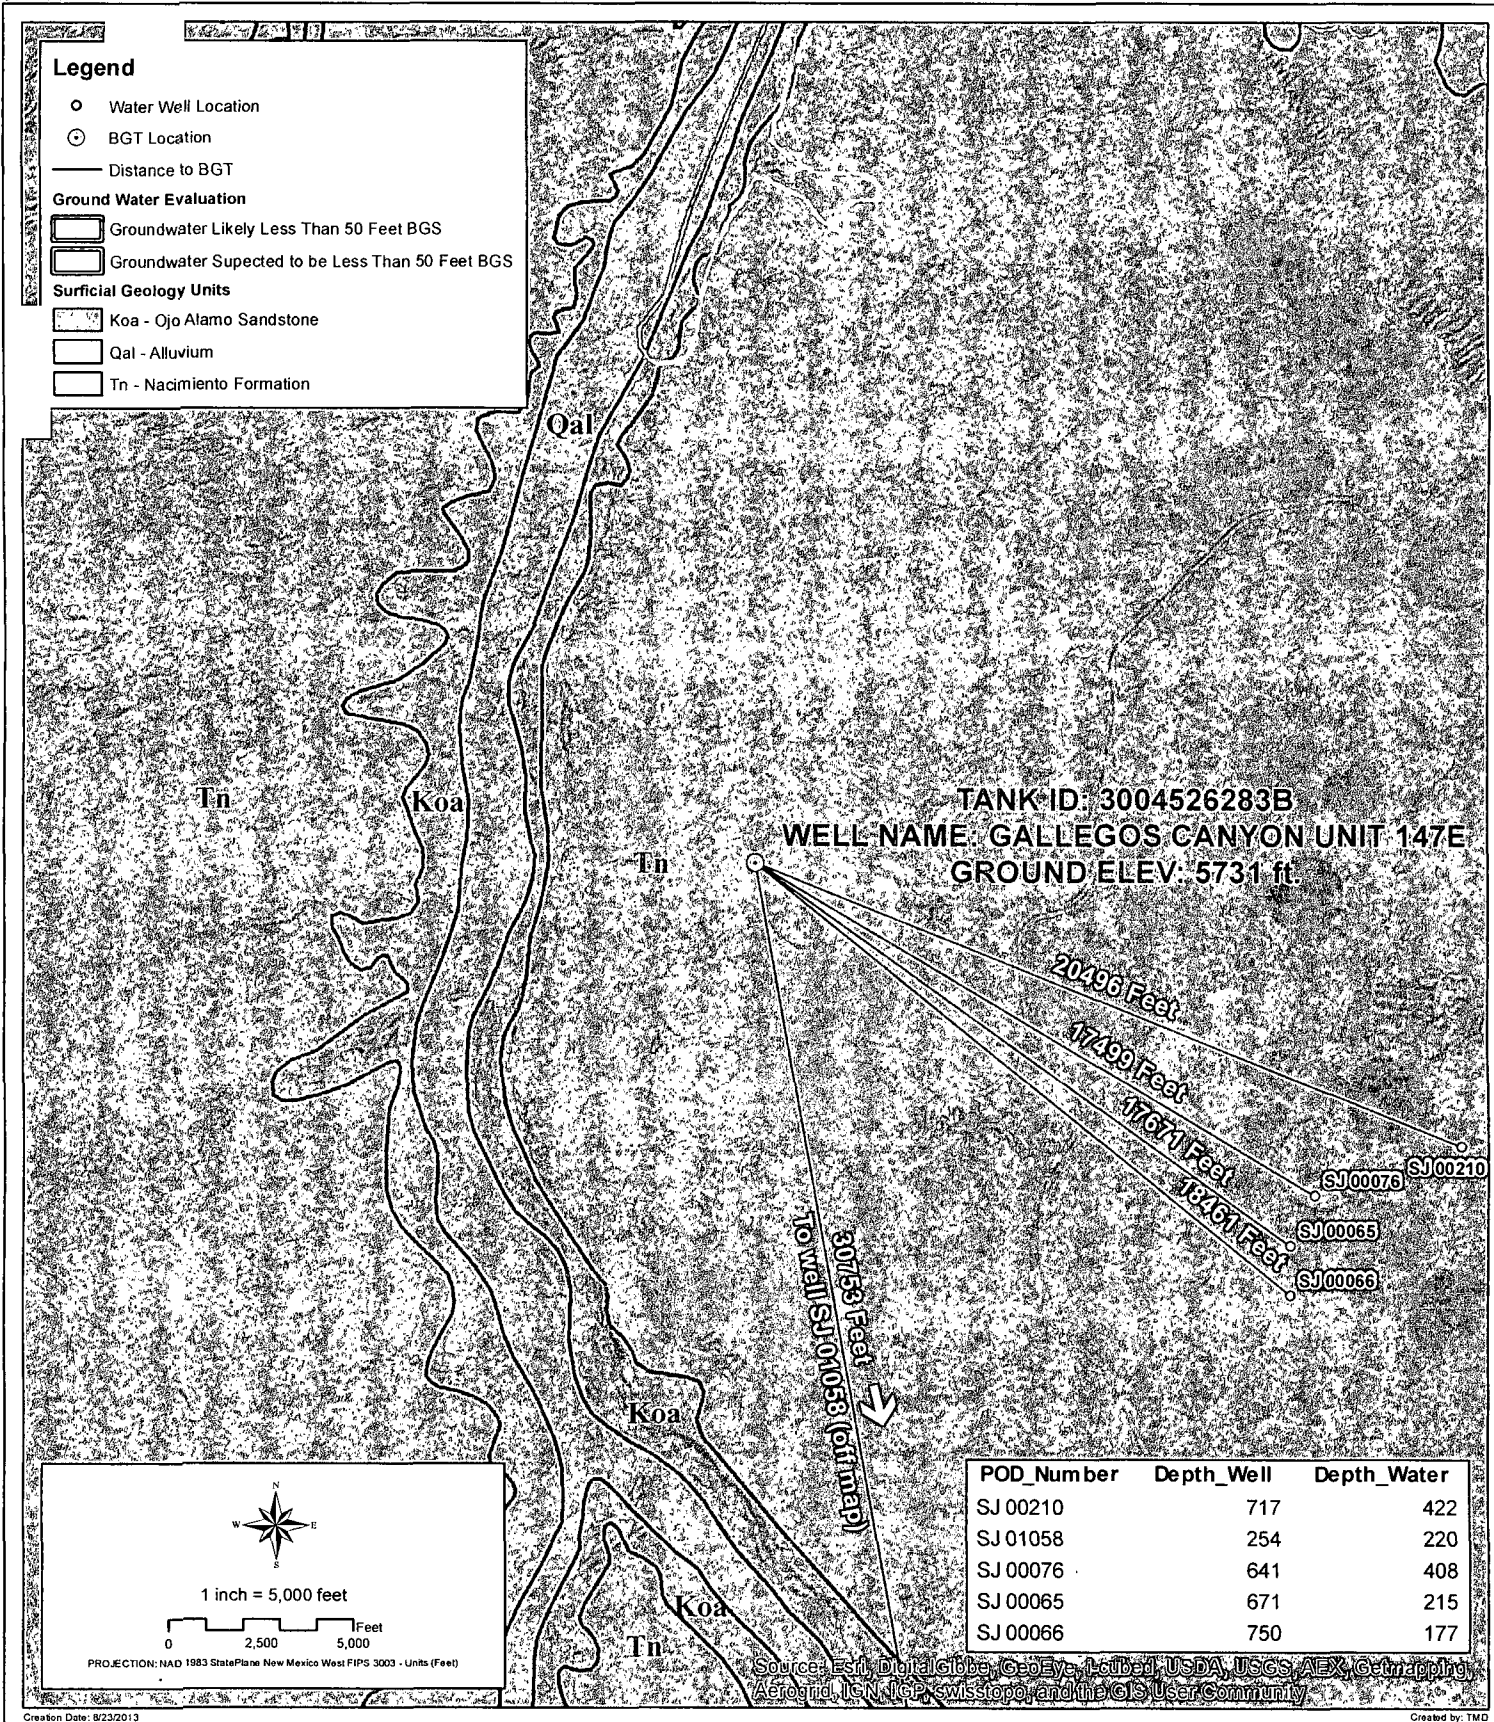 Legend
Water Well Location
BGT Location
Distance to BGT
Ground Water Evaluation
Groundwater Likely Less Than 50 Feet BGS
Groundwater Supected to be Less Than 50 Feet BGS
Surficial Geology Units
Koa - Ojo Alamo Sandstone
Qal - Alluvium
Tn - Nacimiento Formation
Qal
Tn
Koa
Tn
TANK ID: 3004526283B
WELL NAME: GALLEGOS CANYON UNIT 147E
GROUND ELEV: 5731 ft.
20496 Feet
17499 Feet
17671 Feet
18461 Feet
SJ 00210
SJ 00076
SJ 00065
SJ 00066
30753 Feet
To well SJ 01058 (off map)
Koa
Koa
Tn
N
W E
S
1 inch = 5,000 feet
Feet
0 2,500 5,000
PROJECTION: NAD 1983 StatePlane New Mexico West FIPS 3003 - Units (Feet)
POD_Number Depth_Well Depth_Water
SJ 00210 717 422
SJ 01058 254 220
SJ 00076 641 408
SJ 00065 671 215
SJ 00066 750 177
Source: Esri, DigitalGlobe, GeoEye, i-cubed, USDA, USGS, AEX, Getmapping,
Aerogrid, IGN, IGP, swisstopo, and the GIS User Community
Creation Date: 8/23/2013
Created by: TMD